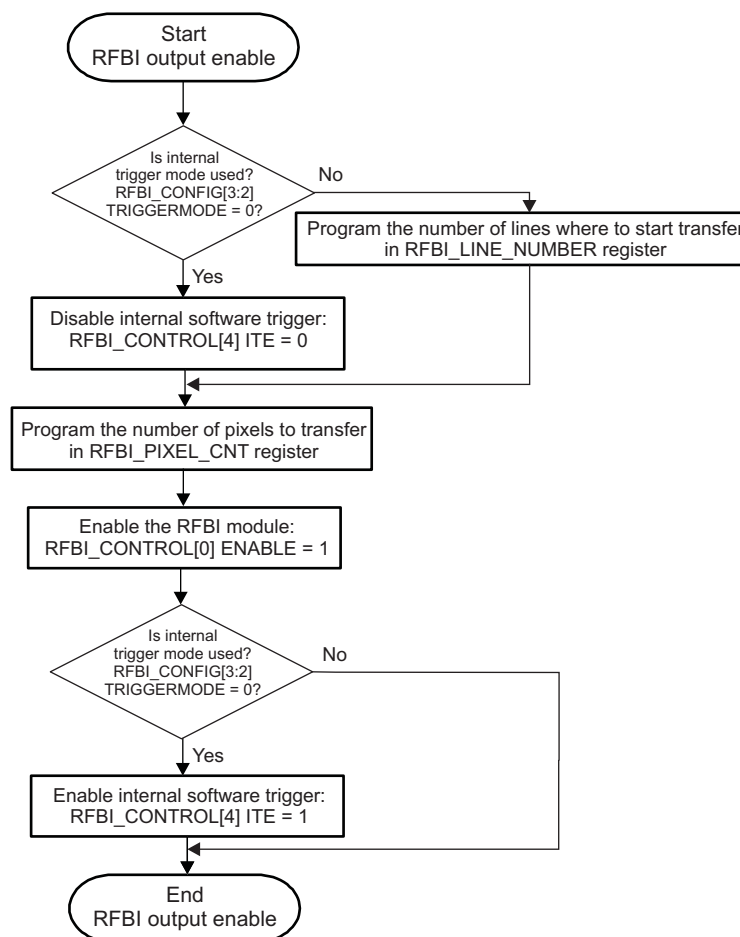 Start
RFBI output enable
Is internal
trigger mode used?
RFBI_CONFIG[3:2]
TRIGGERMODE = 0?
No
Program the number of lines where to start transfer
in RFBI_LINE_NUMBER register
Yes
Disable internal software trigger:
RFBI_CONTROL[4] ITE = 0
Program the number of pixels to transfer
in RFBI_PIXEL_CNT register
Enable the RFBI module:
RFBI_CONTROL[0] ENABLE = 1
Is internal
trigger mode used?
RFBI_CONFIG[3:2]
TRIGGERMODE = 0?
No
Yes
Enable internal software trigger:
RFBI_CONTROL[4] ITE = 1
End
RFBI output enable